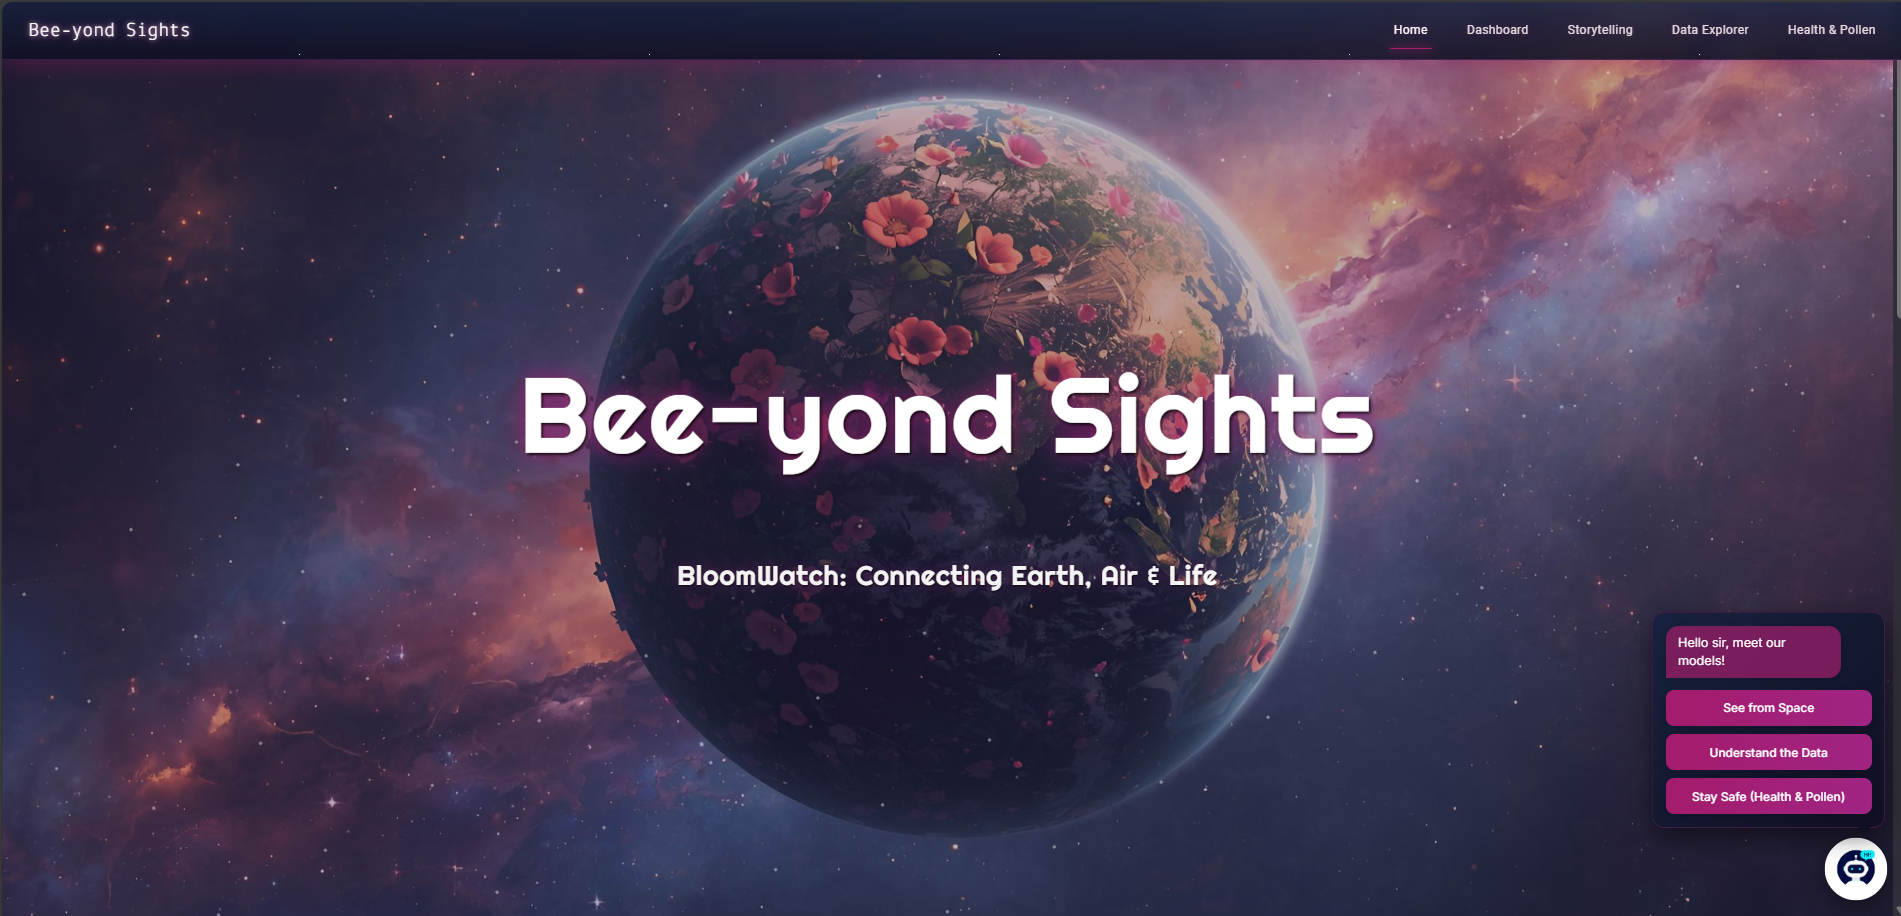 Bee-yond Sights
Home
Dashboard
Storytelling
Data Explorer
Health & Pollen
Bee-yond Sights
BloomWatch: Connecting Earth, Air & Life
Hello sir, meet our
models!
See from Space
Understand the Data
Stay Safe (Health & Pollen)
Hi!